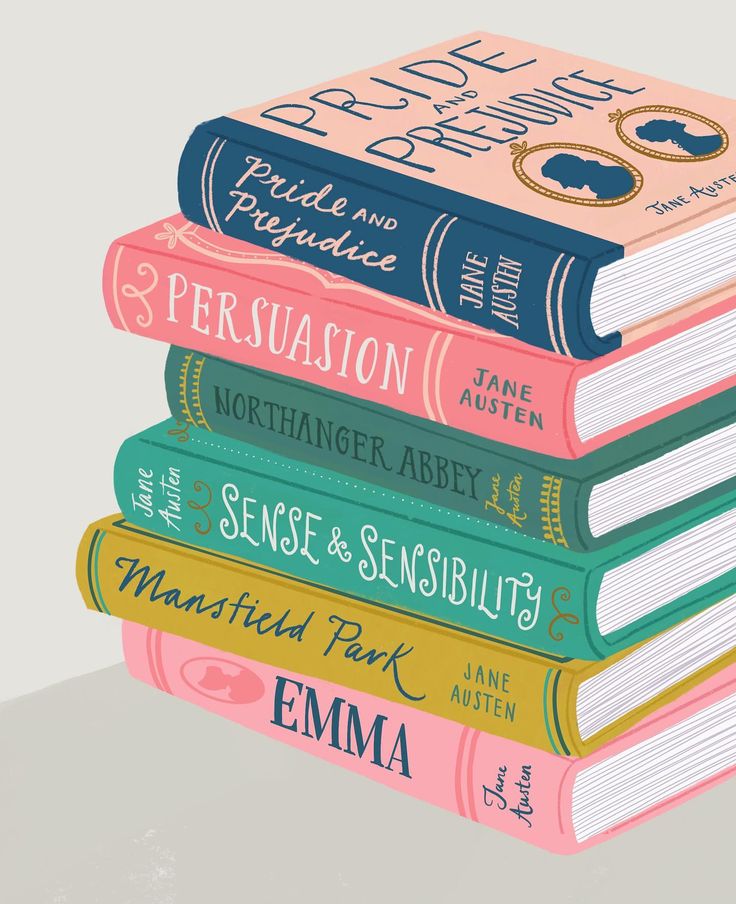 PRIDE
AND
PREJUDICE
JANE AUSTEN
Pride AND
Prejudice
JANE
AUSTEN
PERSUASION
JANE
AUSTEN
NORTHANGER ABBEY
Jane
Austen
Jane
Austen
SENSE & SENSIBILITY
Mansfield Park
JANE
AUSTEN
EMMA
Jane
Austen